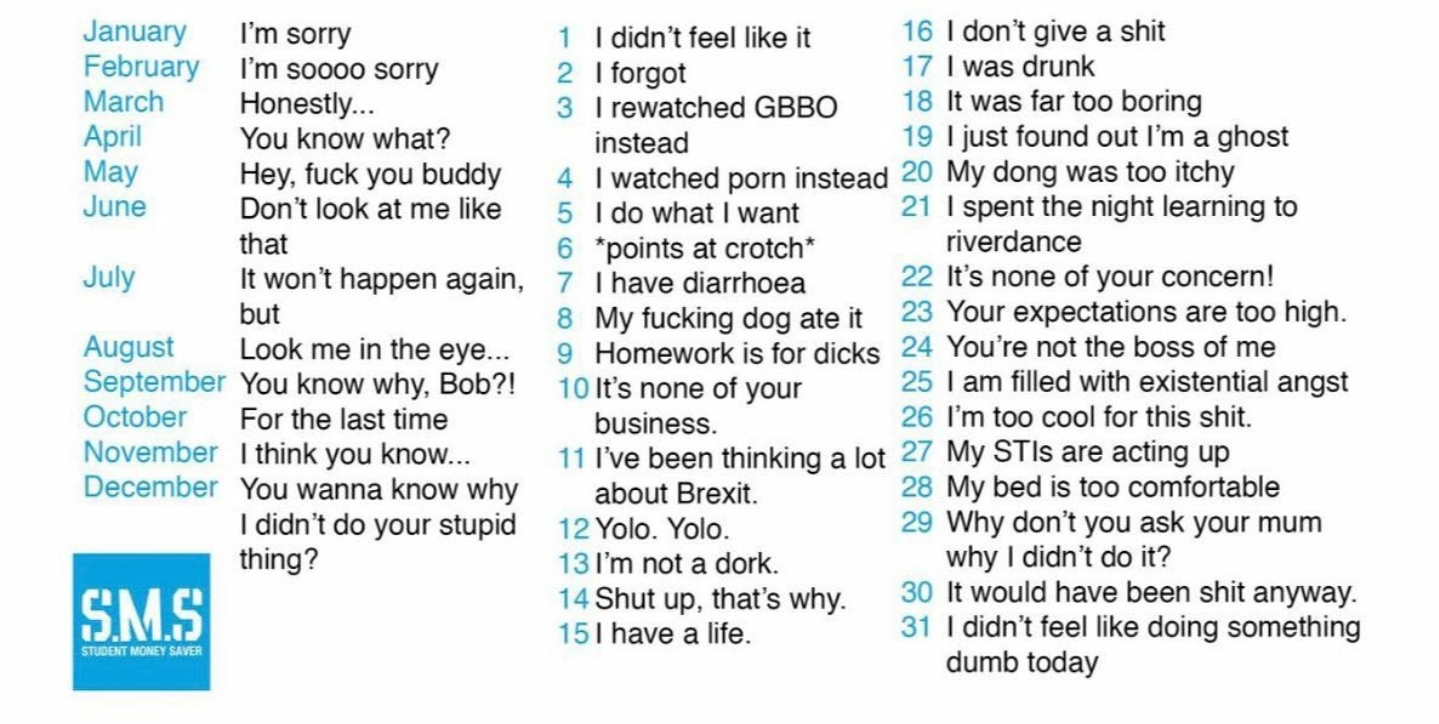 January I'm sorry
February I'm soooo sorry
March Honestly...
April You know what?
May Hey, fuck you buddy
June Don't look at me like
that
July It won't happen again,
but
August Look me in the eye...
September You know why, Bob?!
October For the last time
November I think you know...
December You wanna know why
I didn't do your stupid
thing?
S.M.S
STUDENT MONEY SAVER
1 I didn't feel like it
2 I forgot
3 I rewatched GBBO
instead
4 I watched porn instead
5 I do what I want
6 *points at crotch*
7 I have diarrhoea
8 My fucking dog ate it
9 Homework is for dicks
10 It's none of your
business.
11 I've been thinking a lot
about Brexit.
12 Yolo. Yolo.
13 I'm not a dork.
14 Shut up, that's why.
15 I have a life.
16 I don't give a shit
17 I was drunk
18 It was far too boring
19 I just found out I'm a ghost
20 My dong was too itchy
21 I spent the night learning to
riverdance
22 It's none of your concern!
23 Your expectations are too high.
24 You're not the boss of me
25 I am filled with existential angst
26 I'm too cool for this shit.
27 My STIs are acting up
28 My bed is too comfortable
29 Why don't you ask your mum
why I didn't do it?
30 It would have been shit anyway.
31 I didn't feel like doing something
dumb today